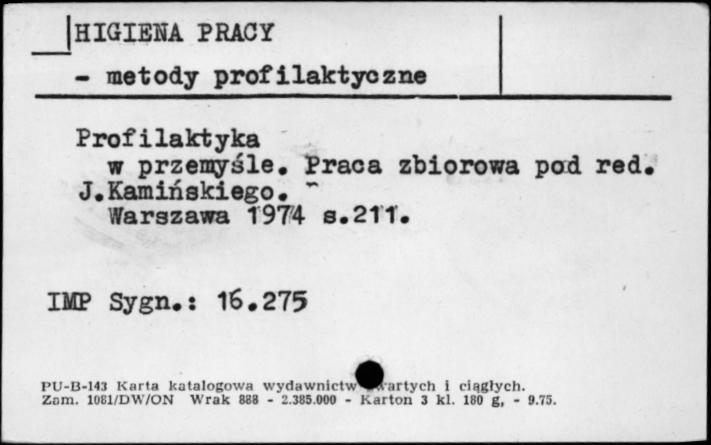 HIGIENA PRACY
- metody profilaktyczne
Profilaktyka
w przemyśle. Praca zbiorowa pod red.
J.Kamińskiego.
Warszawa 1974 s.211.
IMP Sygn.: 16.275
PU-B-143 Karta katalogowa wydawnictw i ciągłych.
Zam. 1081/DW/ON Wrak 888 - 2.385.000 - Karton 3 kl. 180 g, - 9.75.